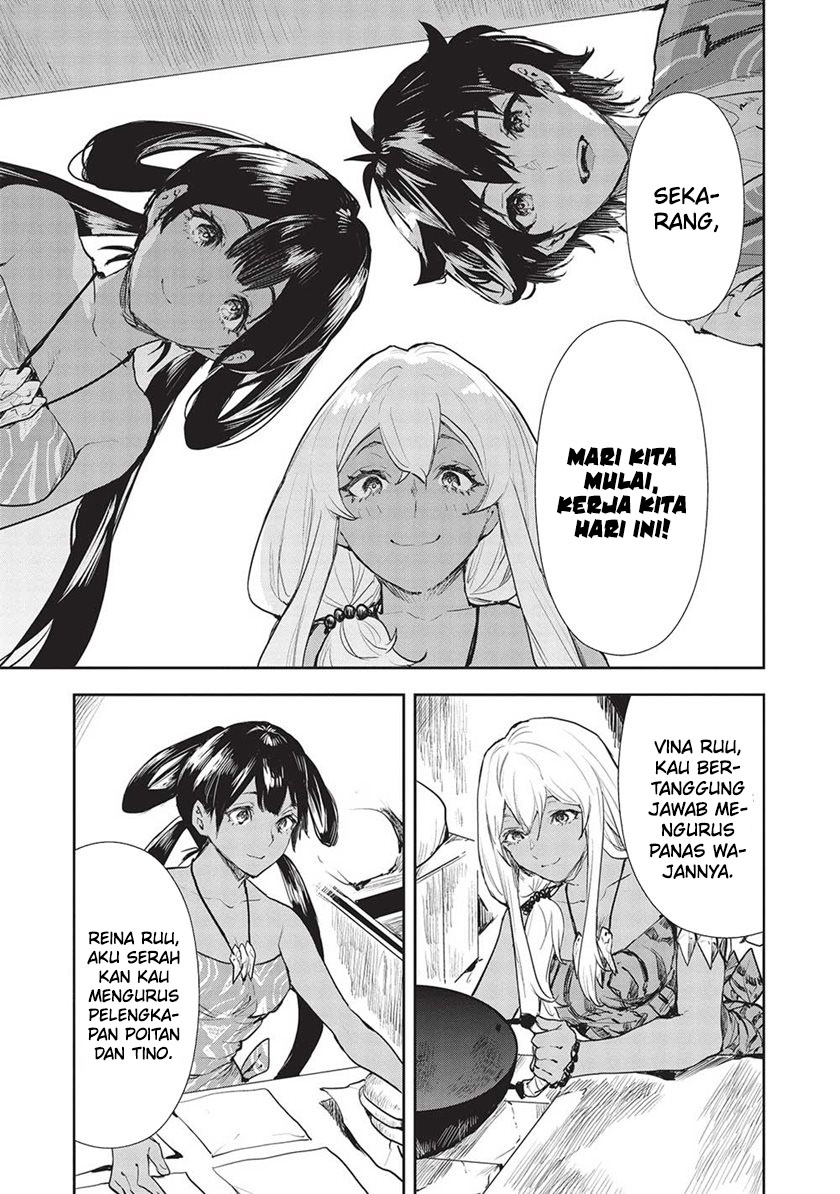 SEKA-
RANG,
MARI KITA
MULAI,
KERJA KITA
HARI INI!
VINA RUU,
KAU BER-
TANGGUNG
JAWAB ME-
NGURUS
PANAS WA-
JANNYA.
REINA RUU,
AKU SERAH
KAN KAU
MENGURUS
PELENGKA-
PAN POITAN
DAN TINO.